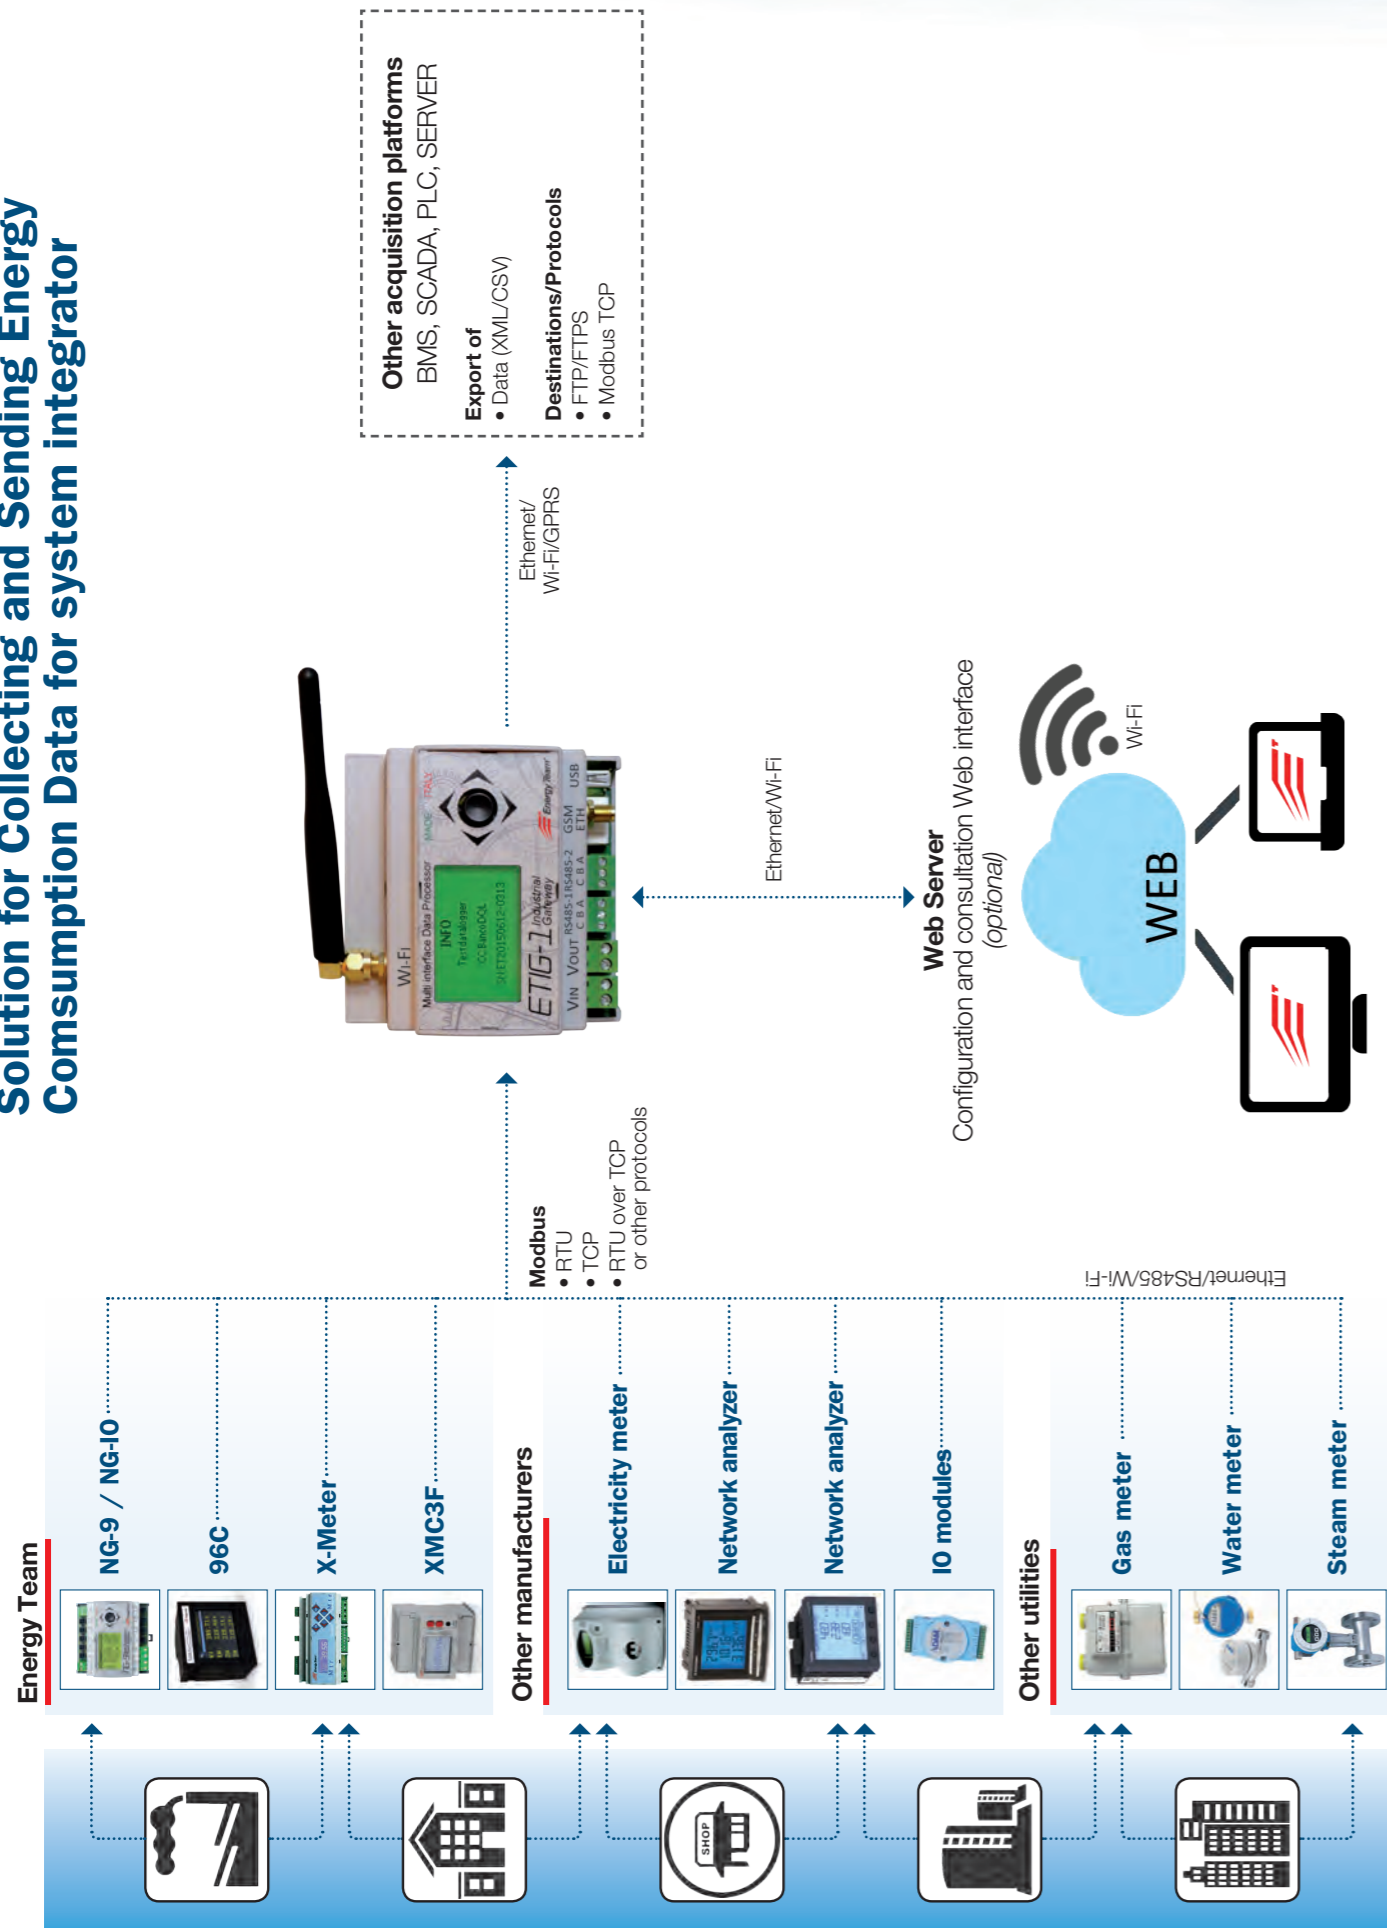 Solution for Collecting and Sending Energy
Comsumption Data for system integrator
Energy Team
NG-9 / NG-IO
96C
X-Meter
XMC3F
Other manufacturers
Electricity meter
Network analyzer
Network analyzer
IO modules
Other utilities
Gas meter
Water meter
Steam meter
SHOP
Modbus
• RTU
• TCP
• RTU over TCP
or other protocols
Ethernet/RS485/Wi-Fi
Wi-Fi
Multi interface Data Processor
MADE ITALY
INFO
Testdatalogger
ETIG-1 Industrial
Gateway
Energy Team
VIN VOUT RS485-1 RS485-2 GSM USB
C B A C B A ETH
Ethernet/
Wi-Fi/GPRS
Other acquisition platforms
BMS, SCADA, PLC, SERVER
Export of
• Data (XML/CSV)
Destinations/Protocols
• FTP/FTPS
• Modbus TCP
Ethernet/Wi-Fi
Web Server
Configuration and consultation Web interface
(optional)
WEB
Wi-Fi